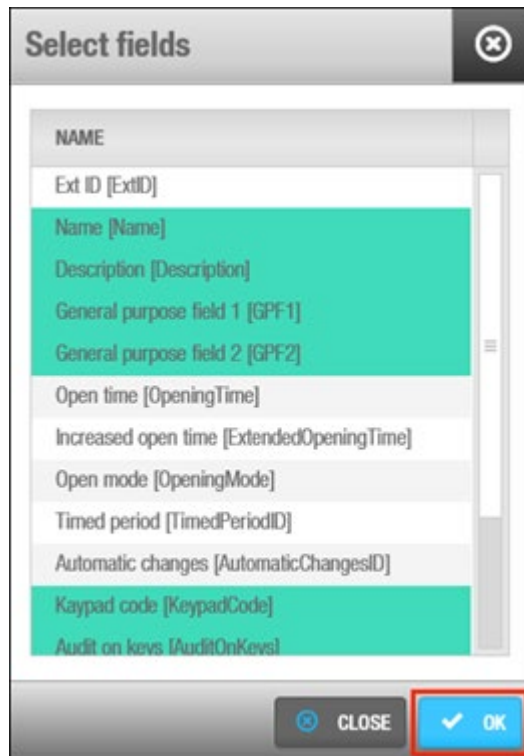 Select fields
NAME
Ext ID [ExtID]
Name [Name]
Description [Description]
General purpose field 1 [GPF1]
General purpose field 2 [GPF2]
Open time [OpeningTime]
Increased open time [ExtendedOpeningTime]
Open mode [OpeningMode]
Timed period [TimedPeriodID]
Automatic changes [AutomaticChangesID]
Kaypad code [KeypadCode]
Audit on keys [AuditOnKeys]
CLOSE
OK